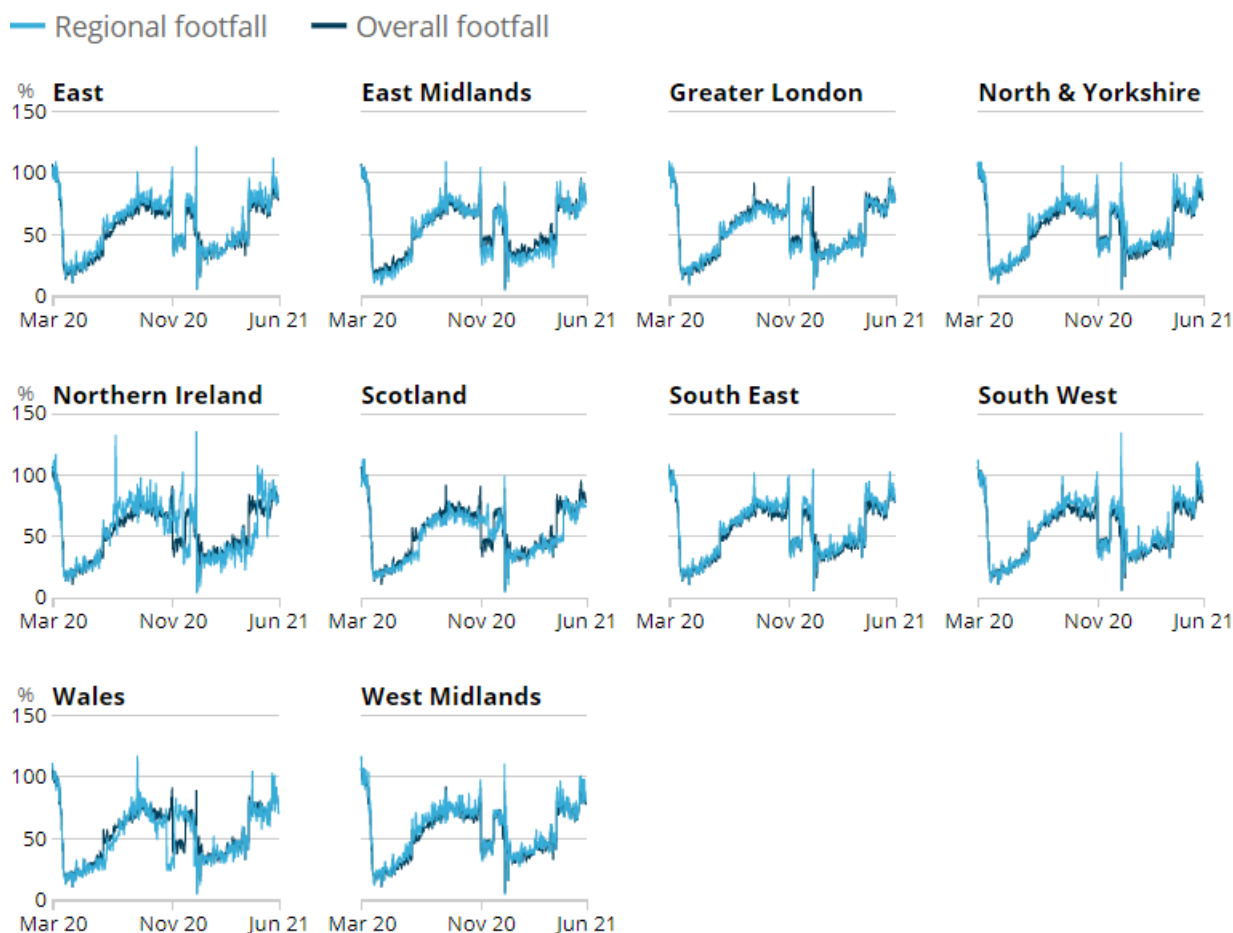 Regional footfall Overall footfall
% East East Midlands Greater London North & Yorkshire
150
100
50
0
Mar 20 Nov 20 Jun 21 Mar 20 Nov 20 Jun 21 Mar 20 Nov 20 Jun 21 Mar 20 Nov 20 Jun 21
% Northern Ireland Scotland South East South West
150
100
50
0
Mar 20 Nov 20 Jun 21 Mar 20 Nov 20 Jun 21 Mar 20 Nov 20 Jun 21 Mar 20 Nov 20 Jun 21
% Wales West Midlands
150
100
50
0
Mar 20 Nov 20 Jun 21 Mar 20 Nov 20 Jun 21